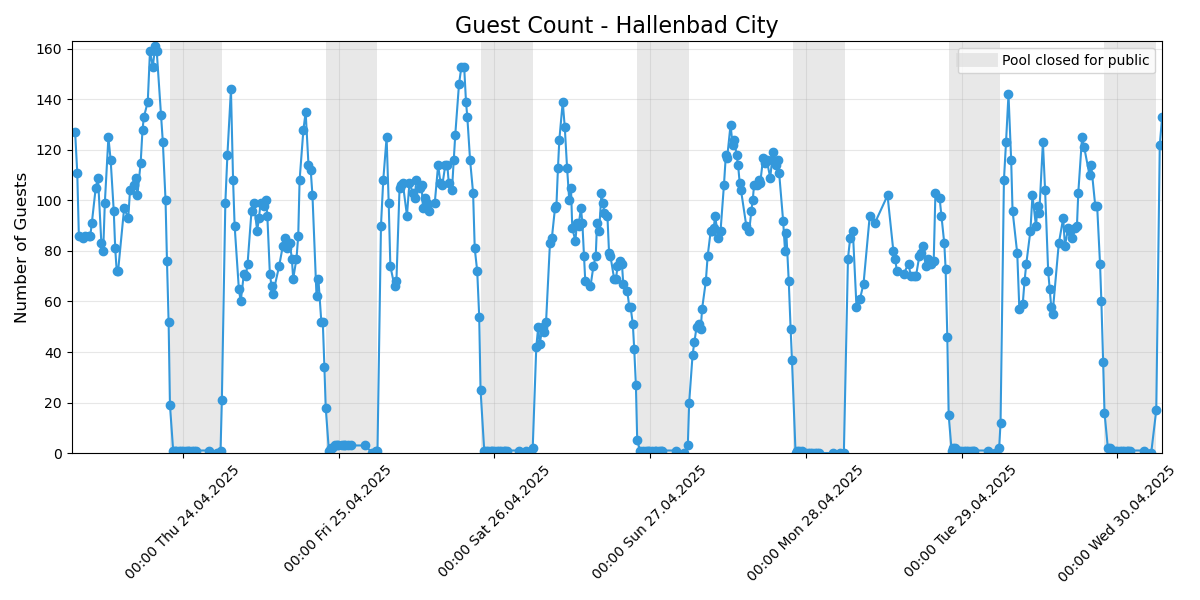 Guest Count - Hallenbad City
Pool closed for public
Number of Guests
160
140
120
100
80
60
40
20
0
00:00 Thu 24.04.2025
00:00 Fri 25.04.2025
00:00 Sat 26.04.2025
00:00 Sun 27.04.2025
00:00 Mon 28.04.2025
00:00 Tue 29.04.2025
00:00 Wed 30.04.2025